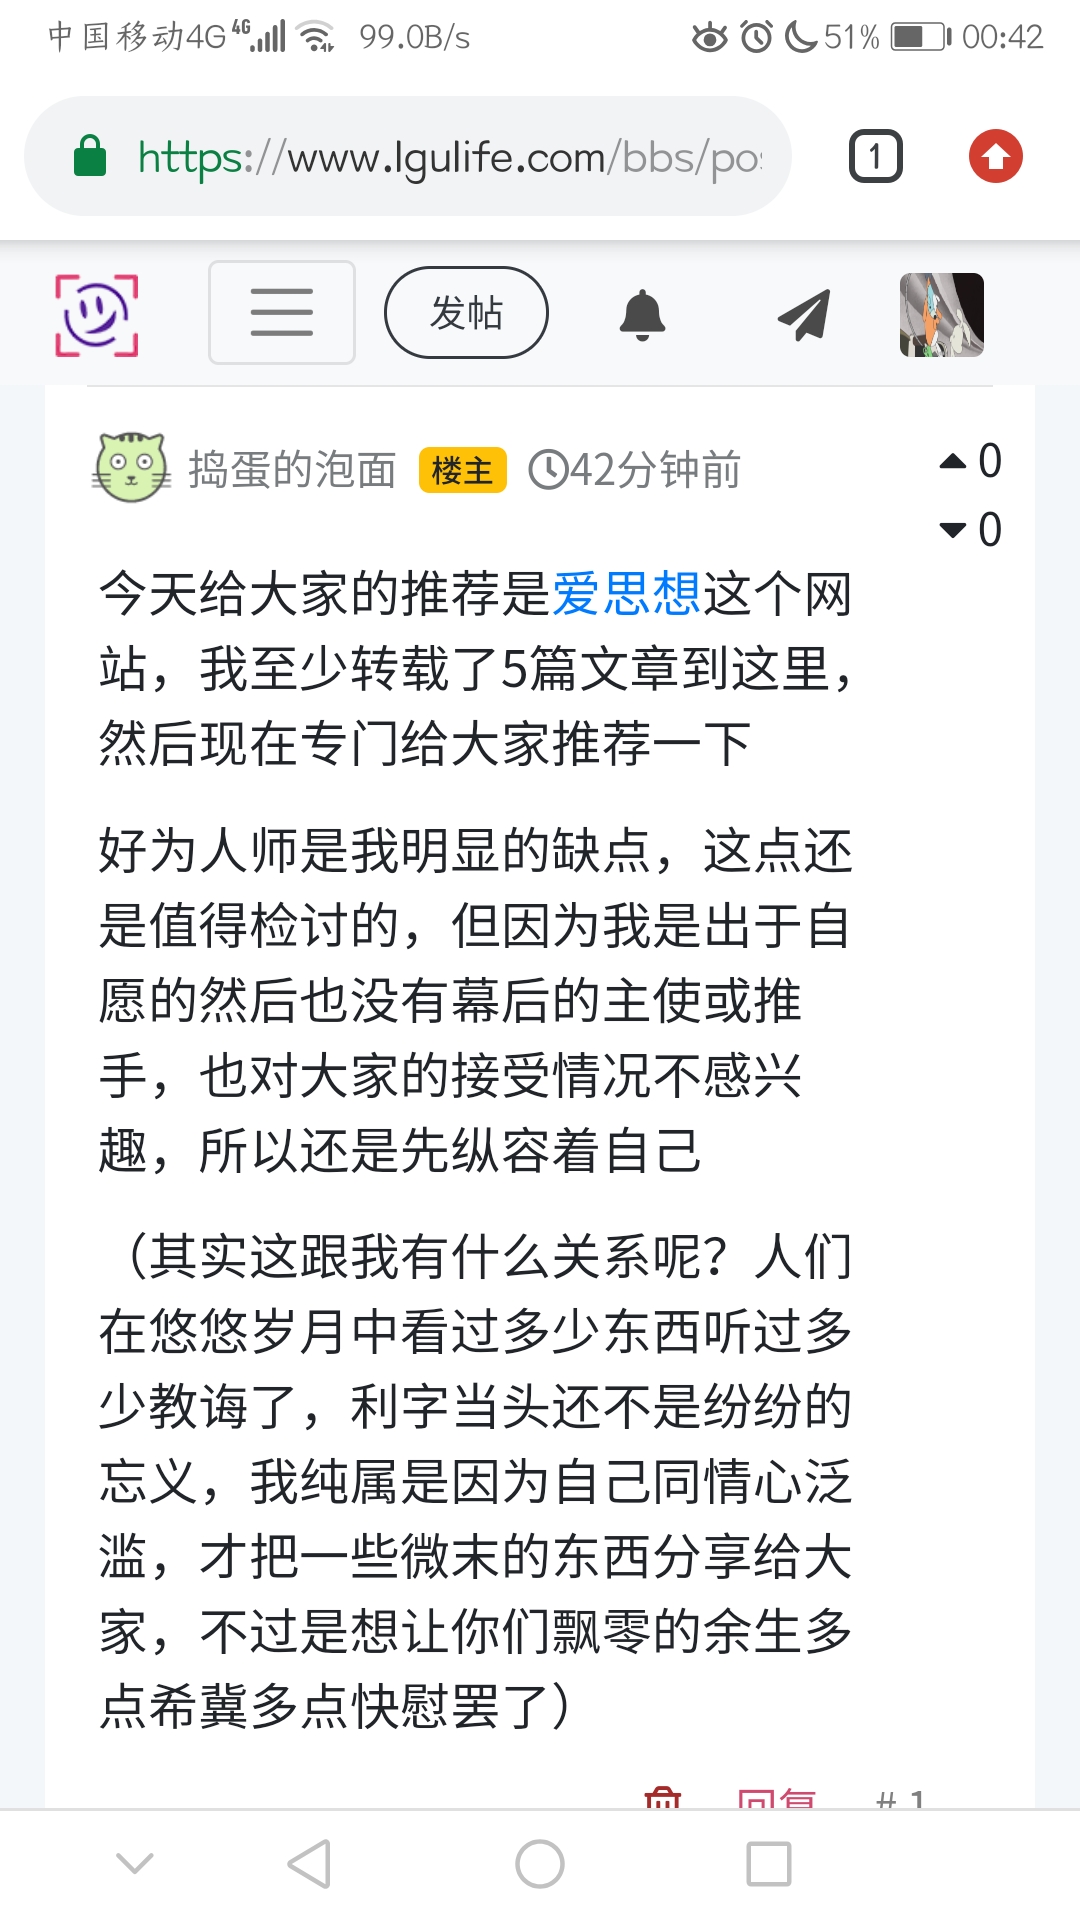 中国移动4G 4G 99.0B/s 51% 00:42
https://www.lgulife.com/bbs/pos
1
发帖
捣蛋的泡面 楼主 42分钟前
0
0
今天给大家的推荐是爱思想这个网
站，我至少转载了5篇文章到这里，
然后现在专门给大家推荐一下
好为人师是我明显的缺点，这点还
是值得检讨的，但因为我是出于自
愿的然后也没有幕后的主使或推
手，也对大家的接受情况不感兴
趣，所以还是先纵容着自己
（其实这跟我有什么关系呢？人们
在悠悠岁月中看过多少东西听过多
少教诲了，利字当头还不是纷纷的
忘义，我纯属是因为自己同情心泛
滥，才把一些微末的东西分享给大
家，不过是想让你们飘零的余生多
点希冀多点快慰罢了）
回复 # 1